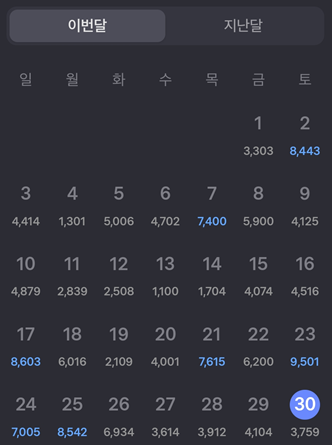 이번달 지난달
일 월 화 수 목 금 토
1 2
3,303 8,443
3 4 5 6 7 8 9
4,414 1,301 5,006 4,702 7,400 5,900 4,125
10 11 12 13 14 15 16
4,879 2,839 2,508 1,100 1,704 4,074 4,516
17 18 19 20 21 22 23
8,603 6,016 2,109 4,001 7,615 6,200 9,501
24 25 26 27 28 29 30
7,005 8,542 6,934 3,614 3,912 4,104 3,759